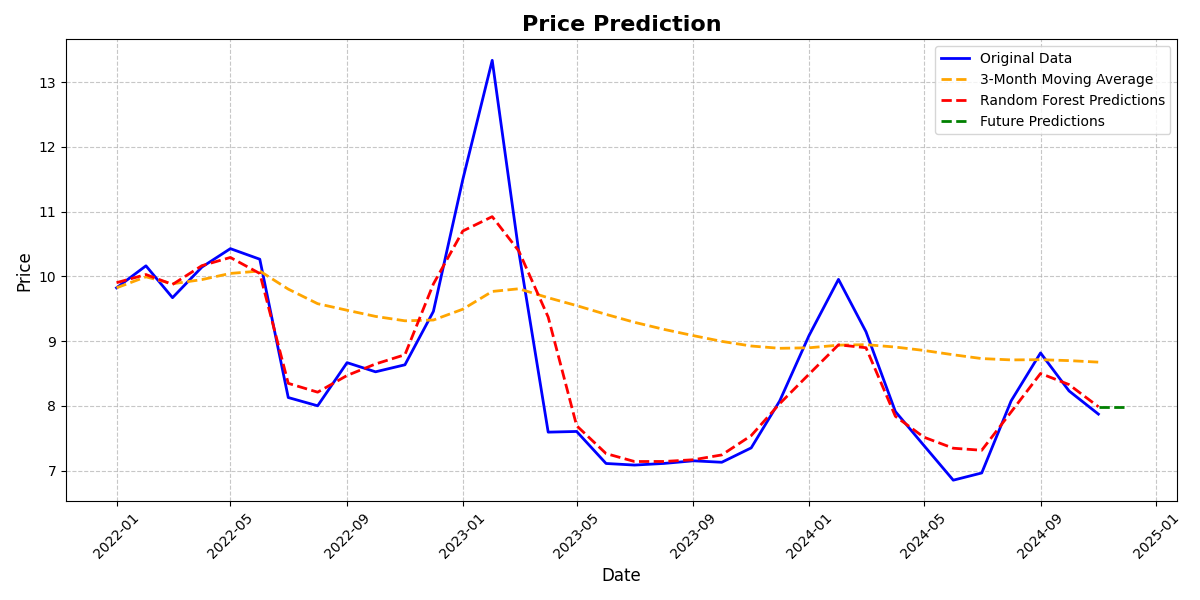 Price Prediction
Original Data
3-Month Moving Average
Random Forest Predictions
Future Predictions
Price
13
12
11
10
9
8
7
2022-01
2022-05
2022-09
2023-01
2023-05
2023-09
2024-01
2024-05
2024-09
2025-01
Date